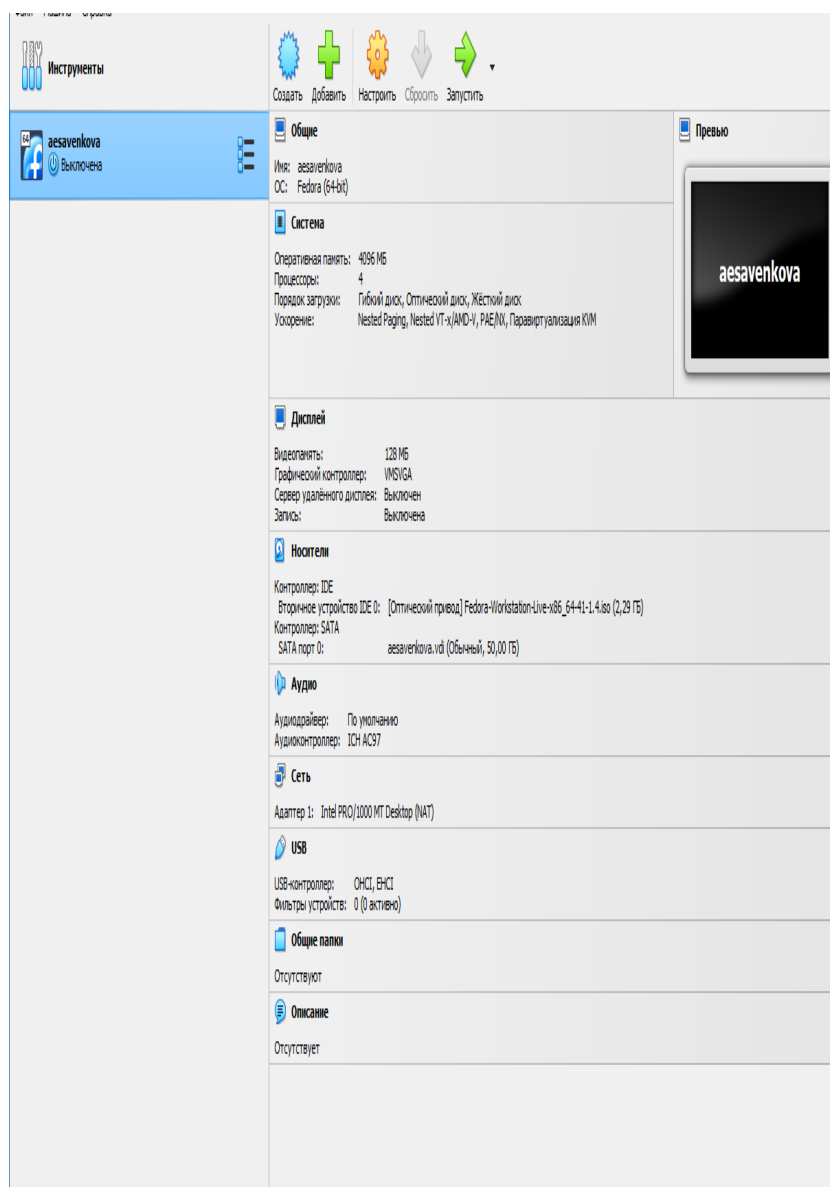 Инструменты
Создать Добавить Настроить Сбросить Запустить
64
aesavenkova
Выключена
Общие
Имя: aesavenkova
ОС: Fedora (64-bit)
Превью
aesavenkova
Система
Оперативная память: 4096 МБ
Процессоры: 4
Порядок загрузки: Гибкий диск, Оптический диск, Жёсткий диск
Ускорение: Nested Paging, Nested VT-x/AMD-V, PAE/NX, Паравиртуализация KVM
Дисплей
Видеопамять: 128 МБ
Графический контроллер: VMSVGA
Сервер удалённого дисплея: Выключен
Запись: Выключена
Носители
Контроллер: IDE
Вторичное устройство IDE 0: [Оптический привод] Fedora-Workstation-Live-x86_64-41-1.4.iso (2,29 ГБ)
Контроллер: SATA
SATA порт 0: aesavenkova.vdi (Обычный, 50,00 ГБ)
Аудио
Аудиодрайвер: По умолчанию
Аудиоконтроллер: ICH AC97
Сеть
Адаптер 1: Intel PRO/1000 MT Desktop (NAT)
USB
USB-контроллер: OHCI, EHCI
Фильтры устройств: 0 (0 активно)
Общие папки
Отсутствуют
Описание
Отсутствует